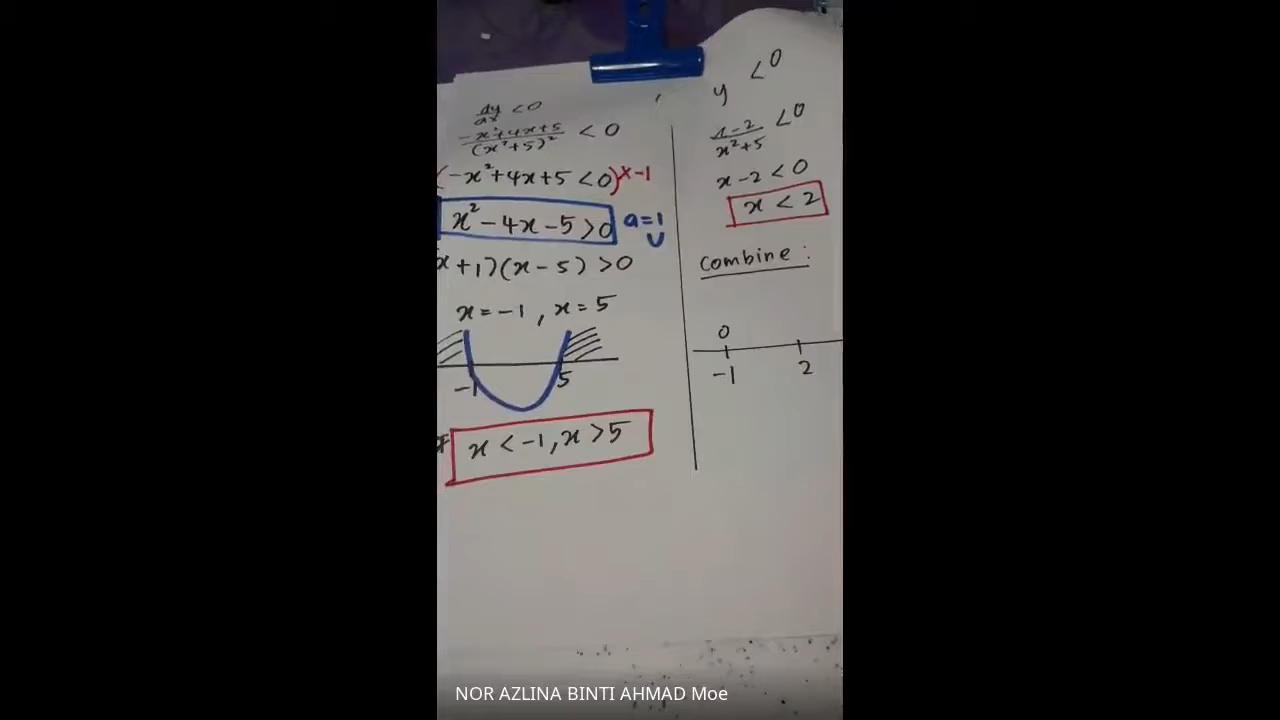 dy/dx < 0
-x²+4x+5/(x²+5)² < 0
(-x²+4x+5 < 0) x -1
x² - 4x - 5 > 0 a = 1
x + 1)(x - 5) > 0
x = -1, x = 5
-1 5
x < -1, x > 5
y < 0
x-2/x²+5 < 0
x - 2 < 0
x < 2
Combine :
0
-1 2
NOR AZLINA BINTI AHMAD Moe